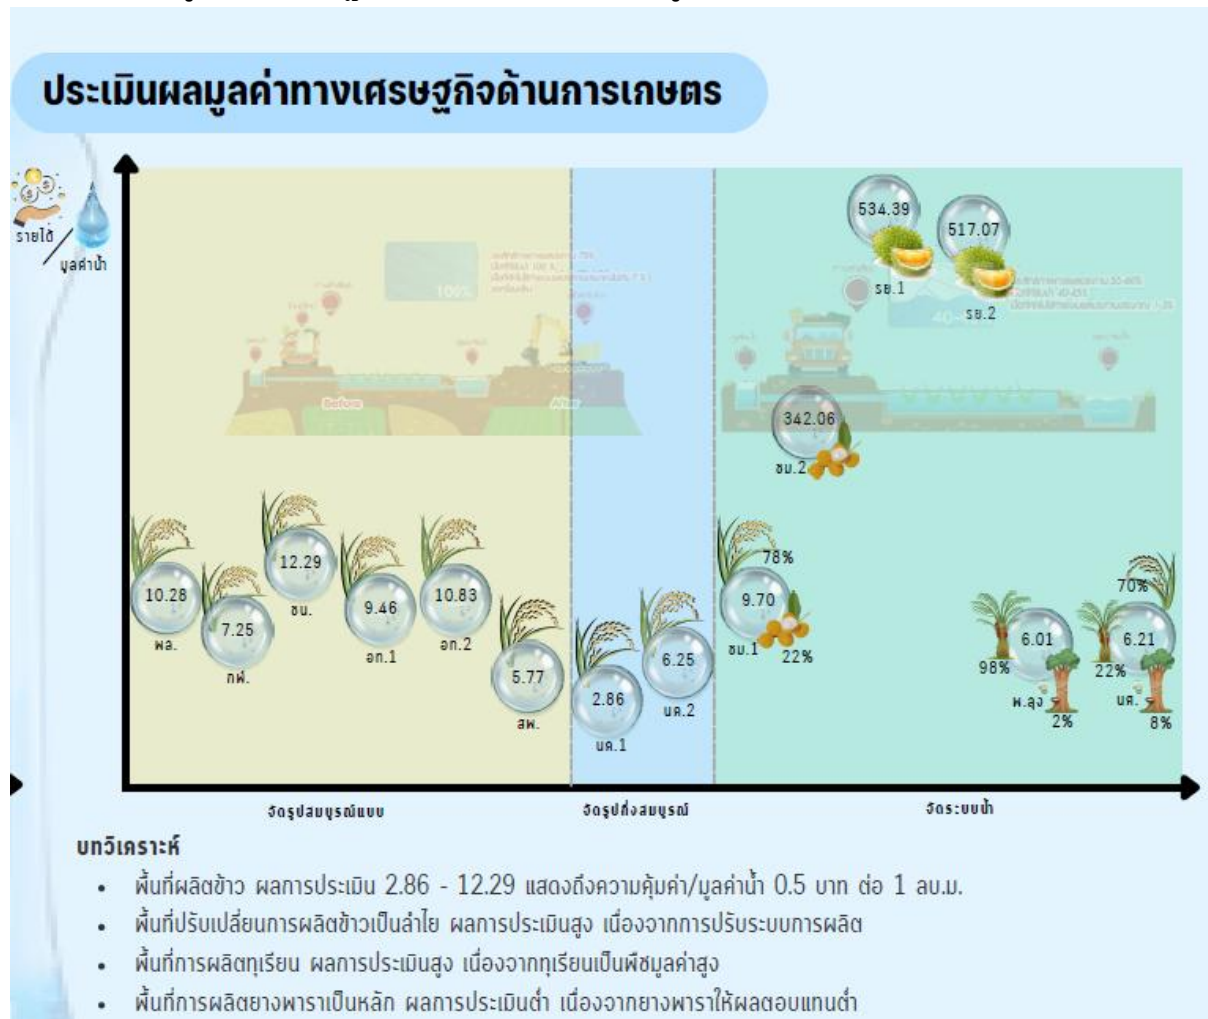 ประเมินผลมูลค่าทางเศรษฐกิจด้านการเกษตร
รายได้
มูลค่าน้ำ
534.39
517.07
รย.1
รย.2
100%
Before
After
342.06
ชม.2
12.29
ชน.
78%
10.28
พล.
7.25
กฬ.
9.46
อท.1
10.83
อท.2
9.70
ชม.1
22%
70%
5.77
สพ.
2.86
นค.1
6.25
นค.2
98%
6.01
พ.ลุง
2%
22%
6.21
นศ.
8%
จัดรูปสมบูรณ์แบบ
จัดรูปกึ่งสมบูรณ์
จัดระบบน้ำ
บทวิเคราะห์
• พื้นที่ผลิตข้าว ผลการประเมิน 2.86 - 12.29 แสดงถึงความคุ้มค่า/มูลค่าน้ำ 0.5 บาท ต่อ 1 ลบ.ม.
• พื้นที่ปรับเปลี่ยนการผลิตข้าวเป็นลำไย ผลการประเมินสูง เนื่องจากการปรับระบบการผลิต
• พื้นที่การผลิตทุเรียน ผลการประเมินสูง เนื่องจากทุเรียนเป็นพืชมูลค่าสูง
• พื้นที่การผลิตยางพาราเป็นหลัก ผลการประเมินต่ำ เนื่องจากยางพาราให้ผลตอบแทนต่ำ